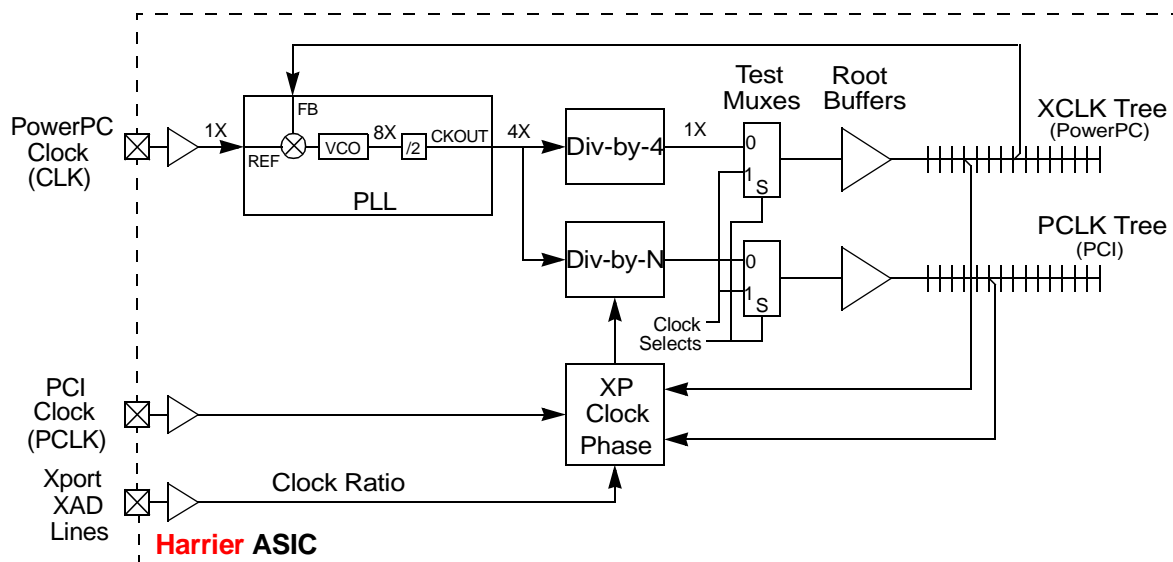 PowerPC
Clock
(CLK)
1X
FB
REF
VCO
8X
/2
CKOUT
PLL
4X
Div-by-4
1X
Test
Muxes
Root
Buffers
0
1
S
XCLK Tree
(PowerPC)
Div-by-N
0
1
S
PCLK Tree
(PCI)
Clock
Selects
PCI
Clock
(PCLK)
XP
Clock
Phase
Xport
XAD
Lines
Clock Ratio
Harrier ASIC